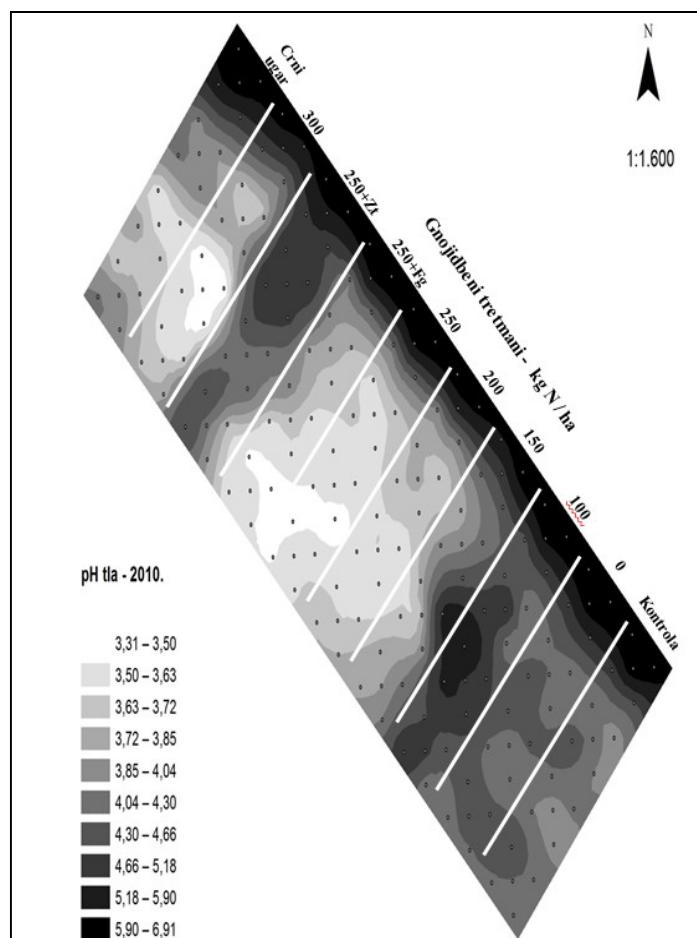 N
1:1.600
Crni
ugar
300
250+Zt
250+Fg
250
200
150
100
0
Kontrola
Gnojidbeni tretmani - kg N / ha
pH tla - 2010.
3,31 – 3,50
3,50 – 3,63
3,63 – 3,72
3,72 – 3,85
3,85 – 4,04
4,04 – 4,30
4,30 – 4,66
4,66 – 5,18
5,18 – 5,90
5,90 – 6,91